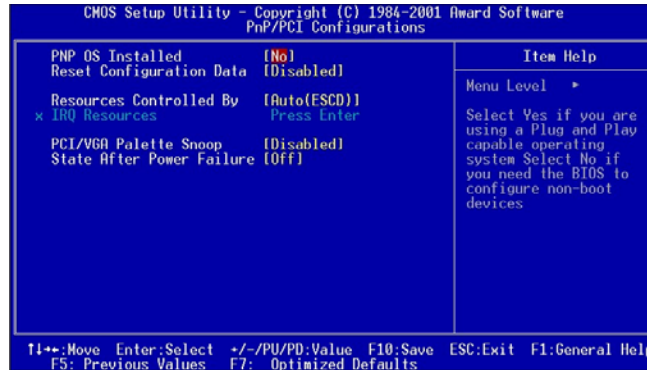 CMOS Setup Utility - Copyright (C) 1984-2001 Award Software
PnP/PCI Configurations
PNP OS Installed [No]
Reset Configuration Data [Disabled]
Resources Controlled By [Auto(ESCD)]
x IRQ Resources Press Enter
PCI/VGA Palette Snoop [Disabled]
State After Power Failure [Off]
Item Help
Menu Level ▸
Select Yes if you are
using a Plug and Play
capable operating
system Select No if
you need the BIOS to
configure non-boot
devices
↑↓→←:Move Enter:Select +/-/PU/PD:Value F10:Save ESC:Exit F1:General Help
F5: Previous Values F7: Optimized Defaults